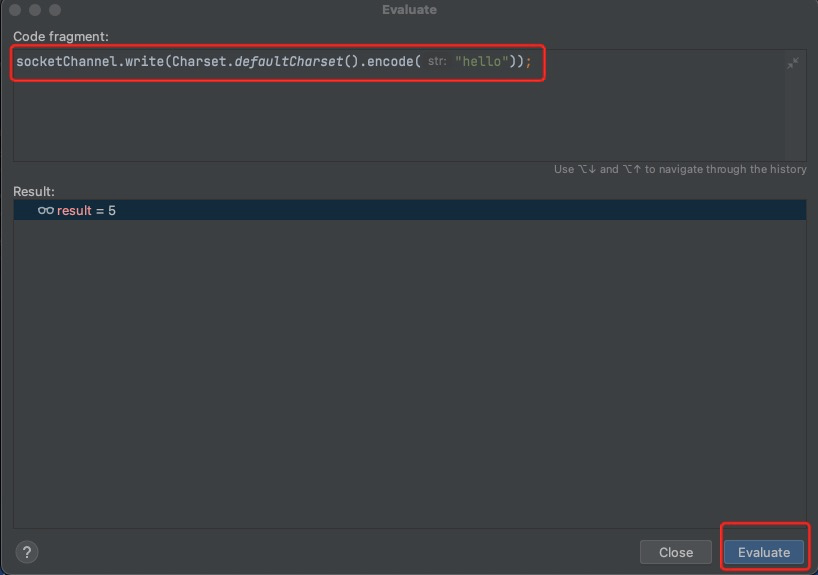 Evaluate
Code fragment:
socketChannel.write(Charset.defaultCharset().encode( str: "hello"));
Use ⌥↓ and ⌥↑ to navigate through the history
Result:
result = 5
?
Close
Evaluate